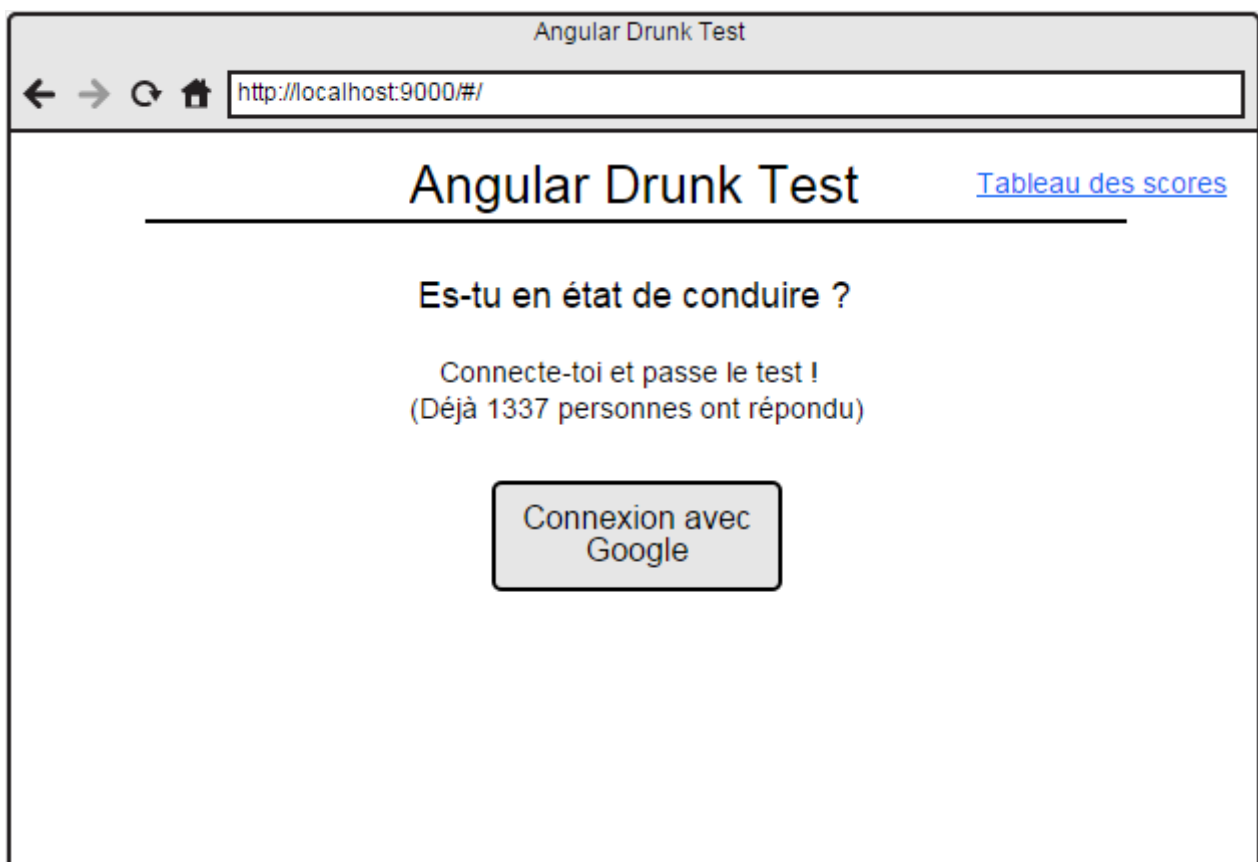 Angular Drunk Test
http://localhost:9000/#/
Angular Drunk Test
Tableau des scores
Es-tu en état de conduire ?
Connecte-toi et passe le test !
(Déjà 1337 personnes ont répondu)
Connexion avec
Google